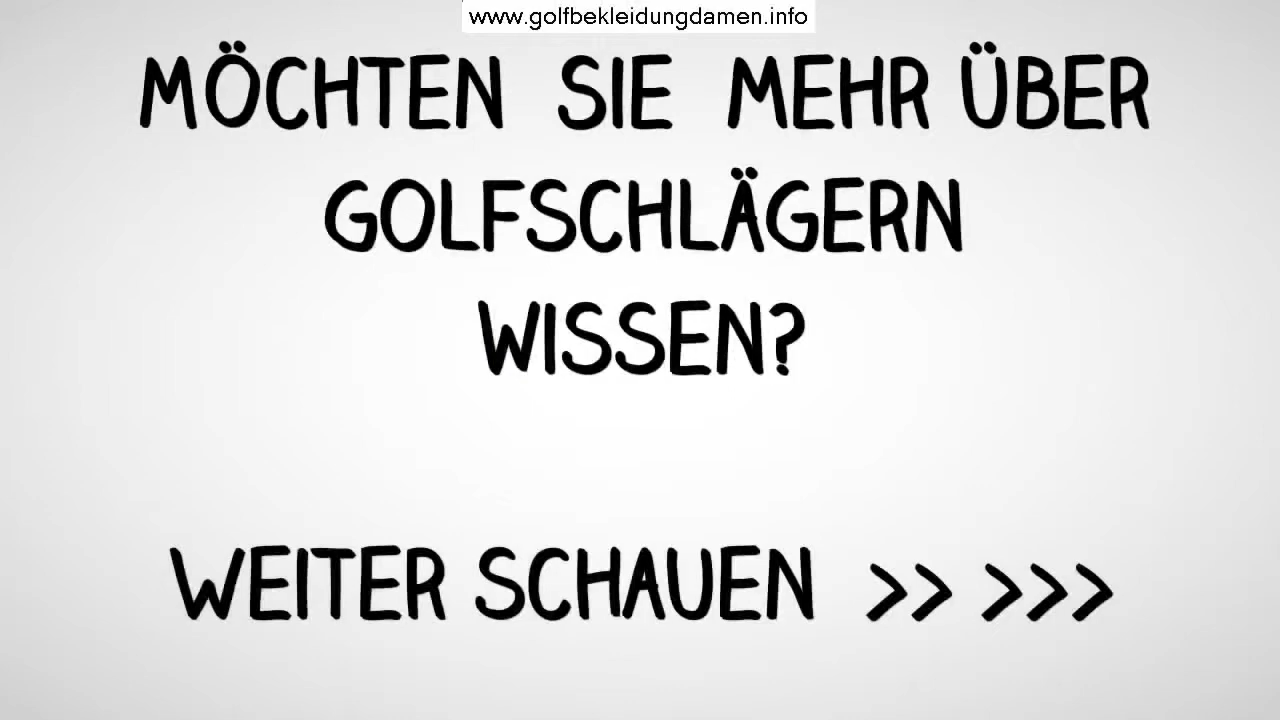 www.golfbekleidungdamen.info
MÖCHTEN SIE MEHR ÜBER
GOLFSCHLÄGERN
WISSEN?
WEITER SCHAUEN >> >>>